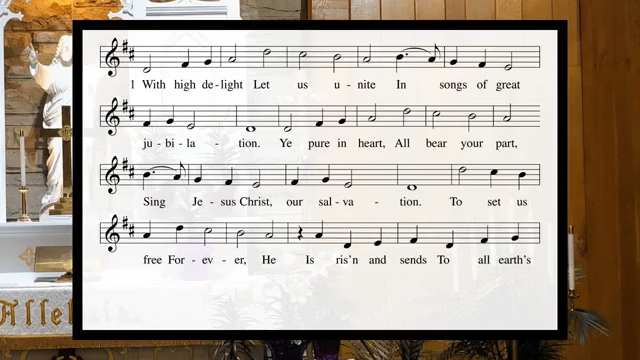 1 With high de - light Let us u - nite In songs of great
ju - bi - la - tion. Ye pure in heart, All bear your part,
Sing Je - sus Christ, our sal - va - tion. To set us
free For - ev - er, He Is ris'n and sends To all earth's
Allel